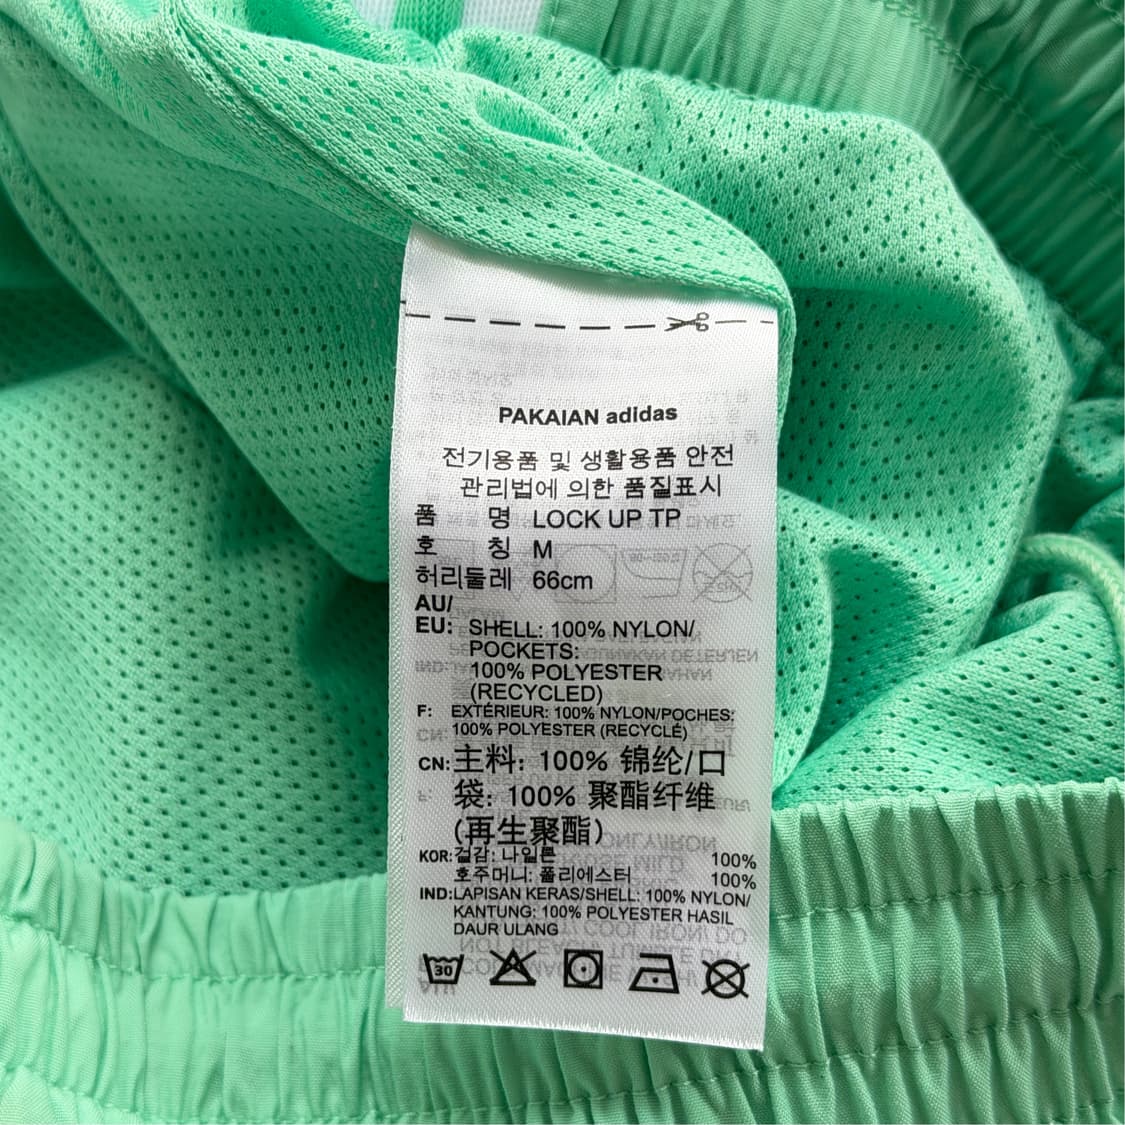 PAKAIAN adidas
전기용품 및 생활용품 안전
관리법에 의한 품질표시
품 명 LOCK UP TP
호 칭 M
허리둘레 66cm
AU/
EU: SHELL: 100% NYLON/
POCKETS:
100% POLYESTER
(RECYCLED)
F: EXTÉRIEUR: 100% NYLON/POCHES:
100% POLYESTER (RECYCLÉ)
CN: 主料: 100% 锦纶/口
袋: 100% 聚酯纤维
(再生聚酯)
KOR: 겉감: 나일론 100%
호주머니: 폴리에스터 100%
IND: LAPISAN KERAS/SHELL: 100% NYLON/
KANTUNG: 100% POLYESTER HASIL
DAUR ULANG
30